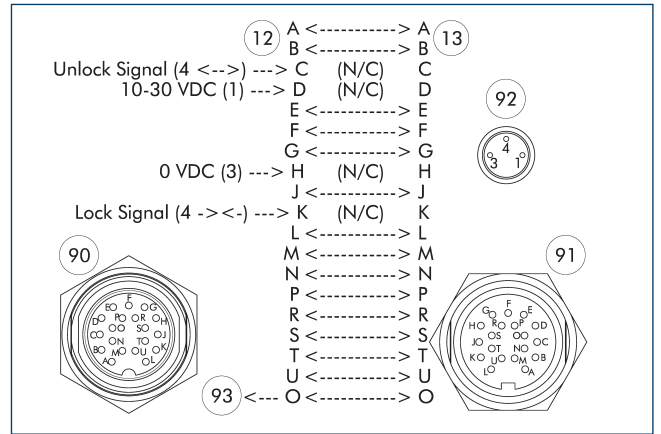 12 A <----------> A 13
B <----------> B
Unlock Signal (4 <-->) ---> C (N/C) C
10-30 VDC (1) ---> D (N/C) D
E <----------> E
F <----------> F
G <----------> G
0 VDC (3) ---> H (N/C) H
J <----------> J
Lock Signal (4 -><-) ---> K (N/C) K
L <----------> L
M <----------> M
N <----------> N
P <----------> P
R <----------> R
S <----------> S
T <----------> T
U <----------> U
93 <--- O <----------> O
92
4
3 1
90
F
E G
P R
D H
O S
C J
N T
B M U K
A L
91
F
G E
R P
H D
S O
J C
T N
K U M B
L A